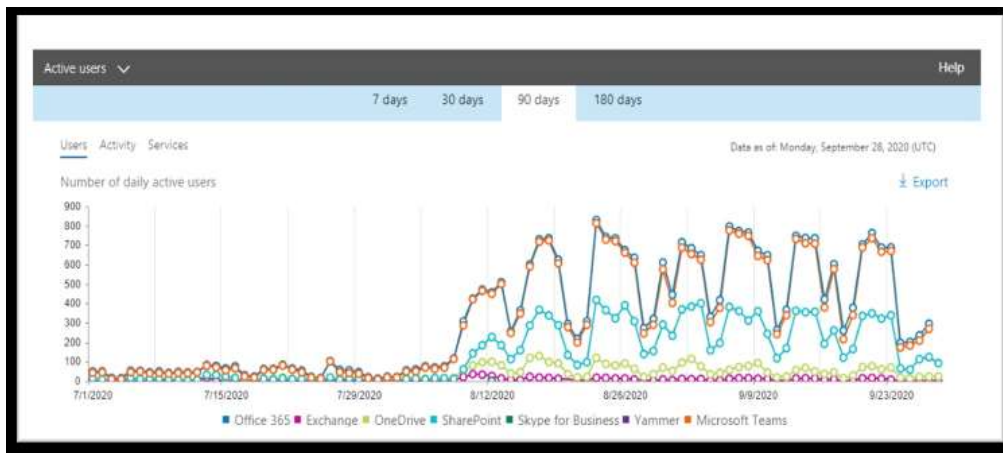 Active users Help
7 days 30 days 90 days 180 days
Users Activity Services Data as of: Monday, September 28, 2020 (UTC)
Number of daily active users Export
900
800
700
600
500
400
300
200
100
0
7/1/2020 7/15/2020 7/29/2020 8/12/2020 8/26/2020 9/9/2020 9/23/2020
Office 365 Exchange OneDrive SharePoint Skype for Business Yammer Microsoft Teams